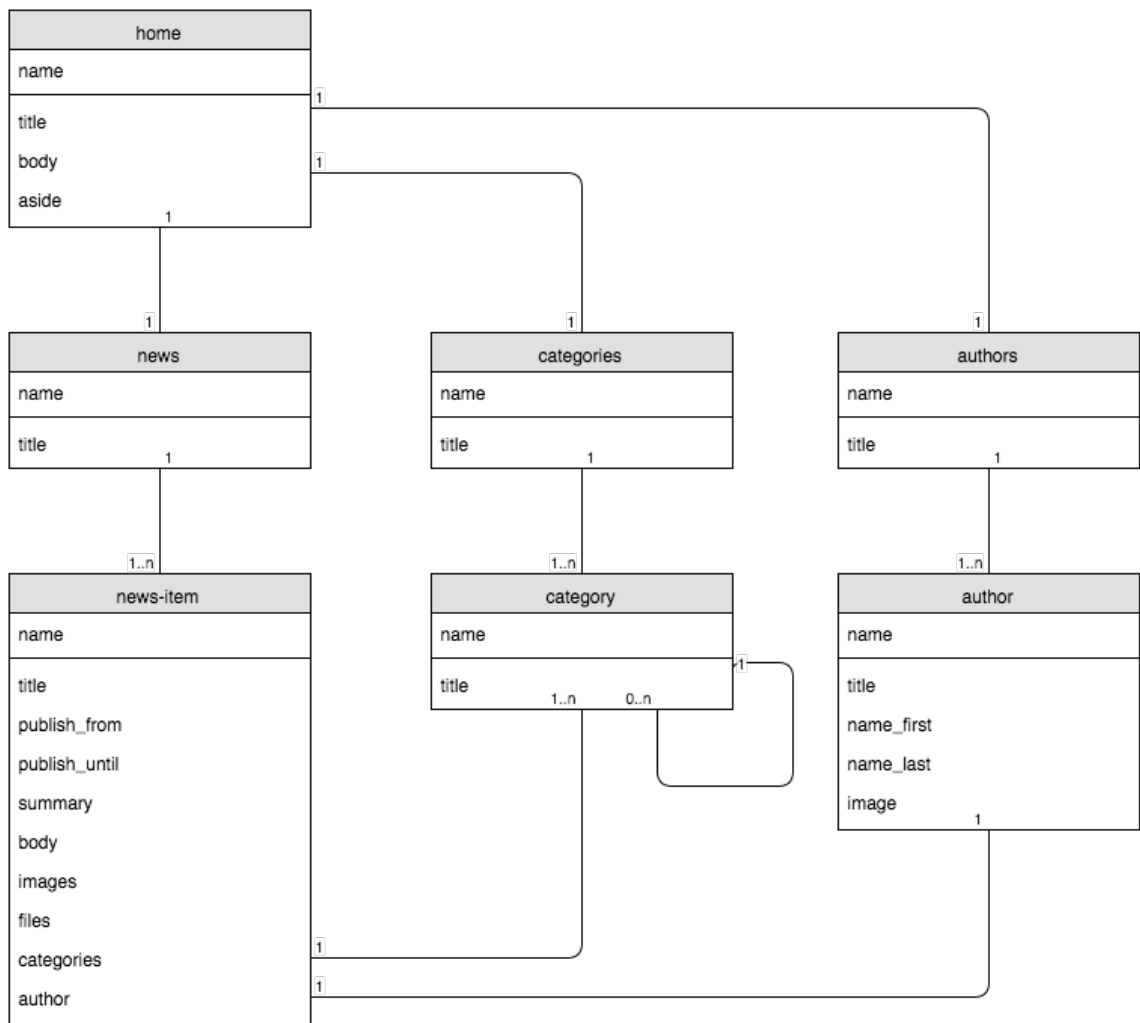 home
name
title
body
aside
1
1
1
1
1
1
news
name
title
1
categories
name
title
1
authors
name
title
1
1..n
1..n
1..n
news-item
name
title
publish_from
publish_until
summary
body
images
files
categories
author
1
1
category
name
title
1..n
0..n
1
author
name
title
name_first
name_last
image
1